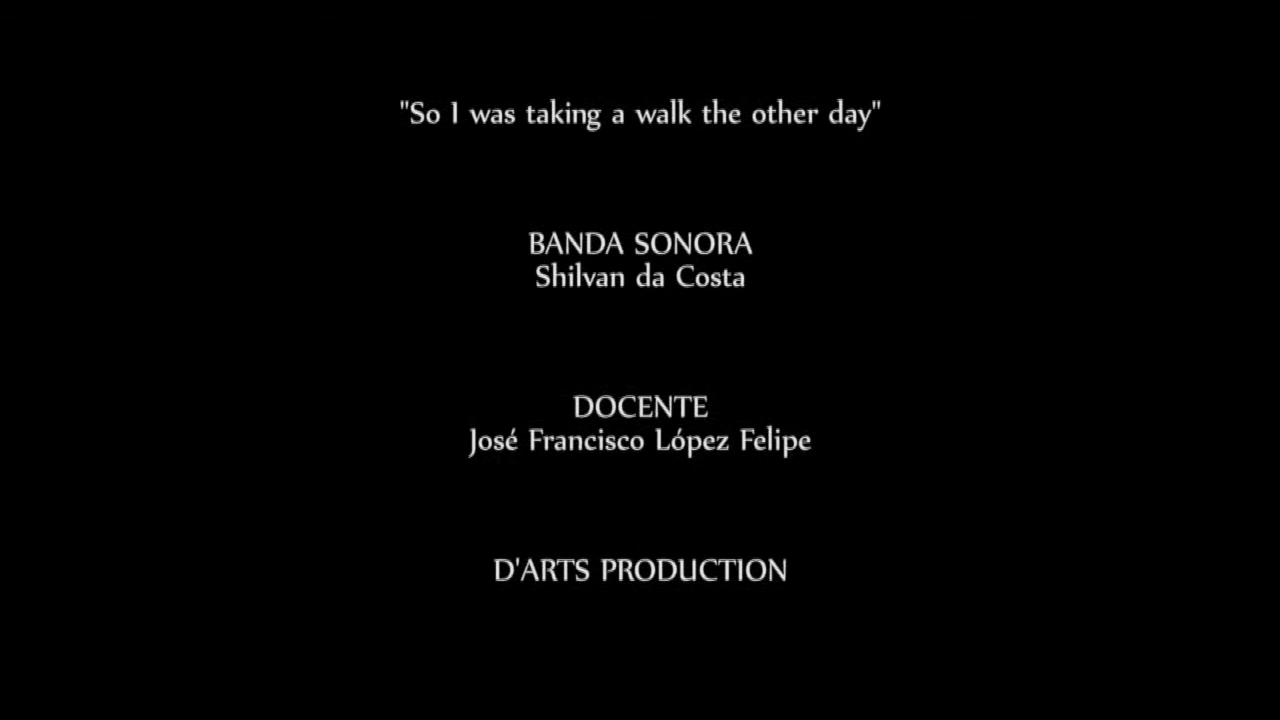 "So I was taking a walk the other day"
BANDA SONORA
Shilvan da Costa
DOCENTE
José Francisco López Felipe
D'ARTS PRODUCTION